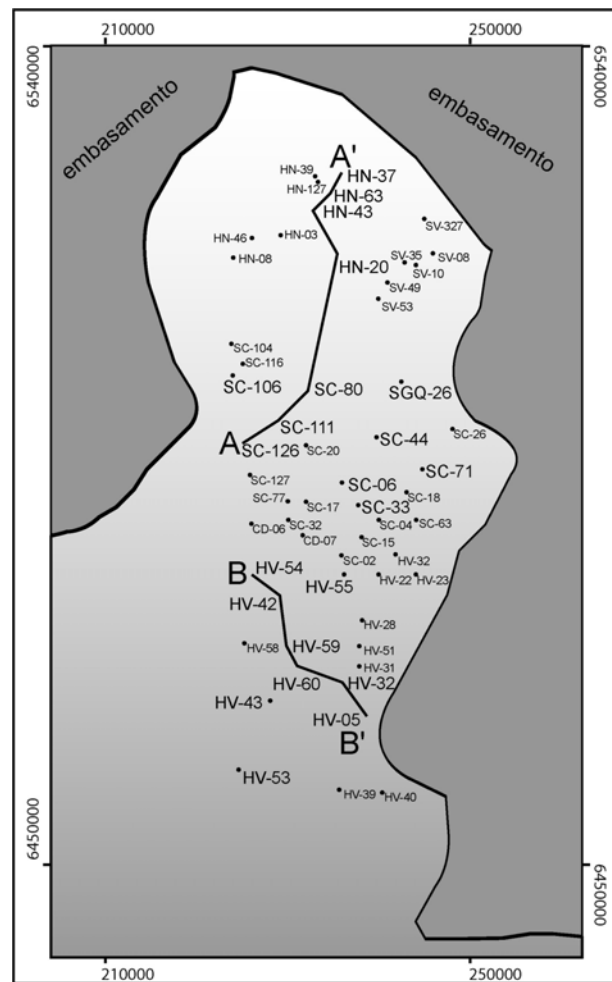 210000 250000
6540000 6540000
embasamento embasamento
A'
HN-39 HN-37
HN-127 HN-63
HN-43
SV-327
HN-46 HN-03
HN-08 HN-20 SV-35 SV-08
SV-10
SV-49
SV-53
SC-104
SC-116
SC-106 SC-80 SGQ-26
SC-111 SC-26
A SC-126 SC-20 SC-44
SC-71
SC-127 SC-06
SC-77 SC-17 SC-33 SC-18
CD-06 SC-32 SC-04 SC-63
CD-07 SC-15
SC-02 HV-32
B HV-54 HV-55 HV-22 HV-23
HV-42
HV-28
HV-58 HV-59 HV-51
HV-31
HV-60 HV-32
HV-43
HV-05
B'
HV-53
HV-39 HV-40
6450000 6450000
210000 250000